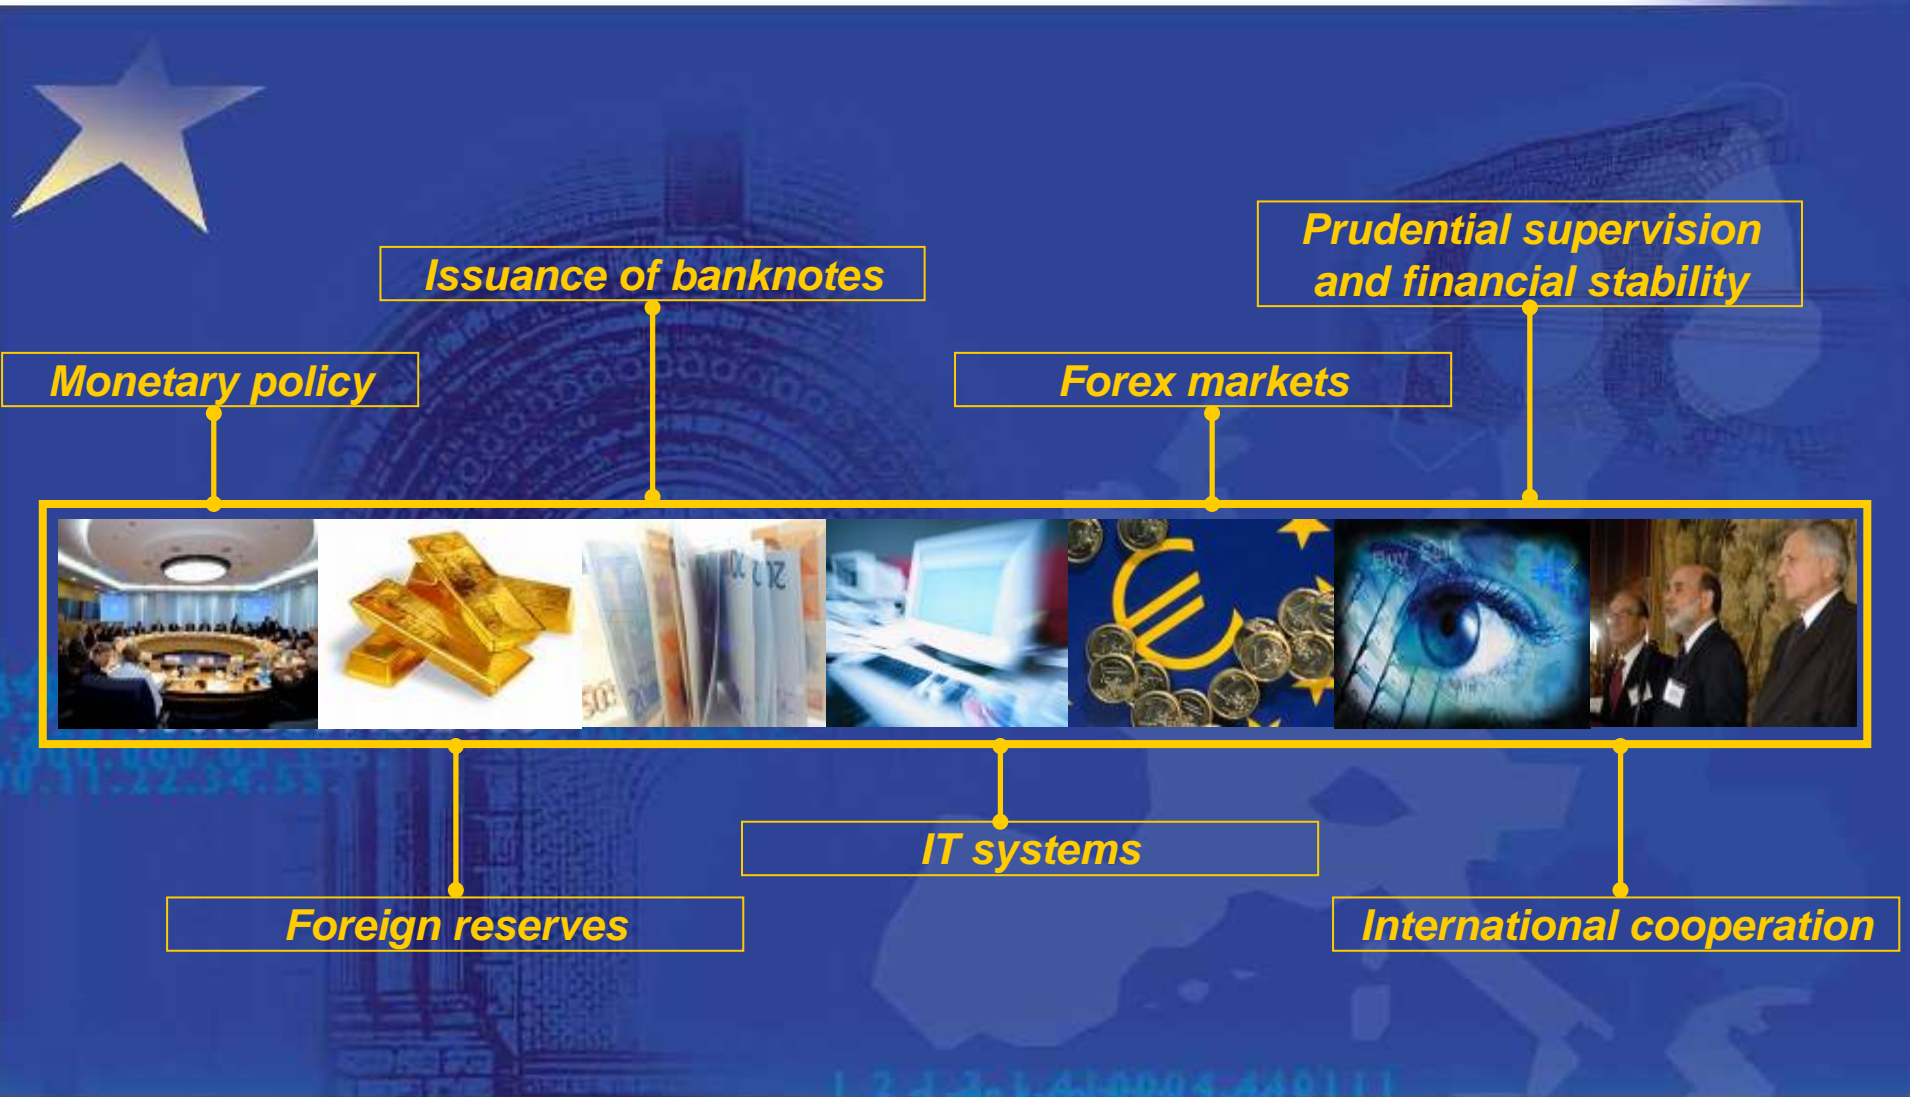 Prudential supervision
and financial stability
Issuance of banknotes
Monetary policy
Forex markets
IT systems
Foreign reserves
International cooperation